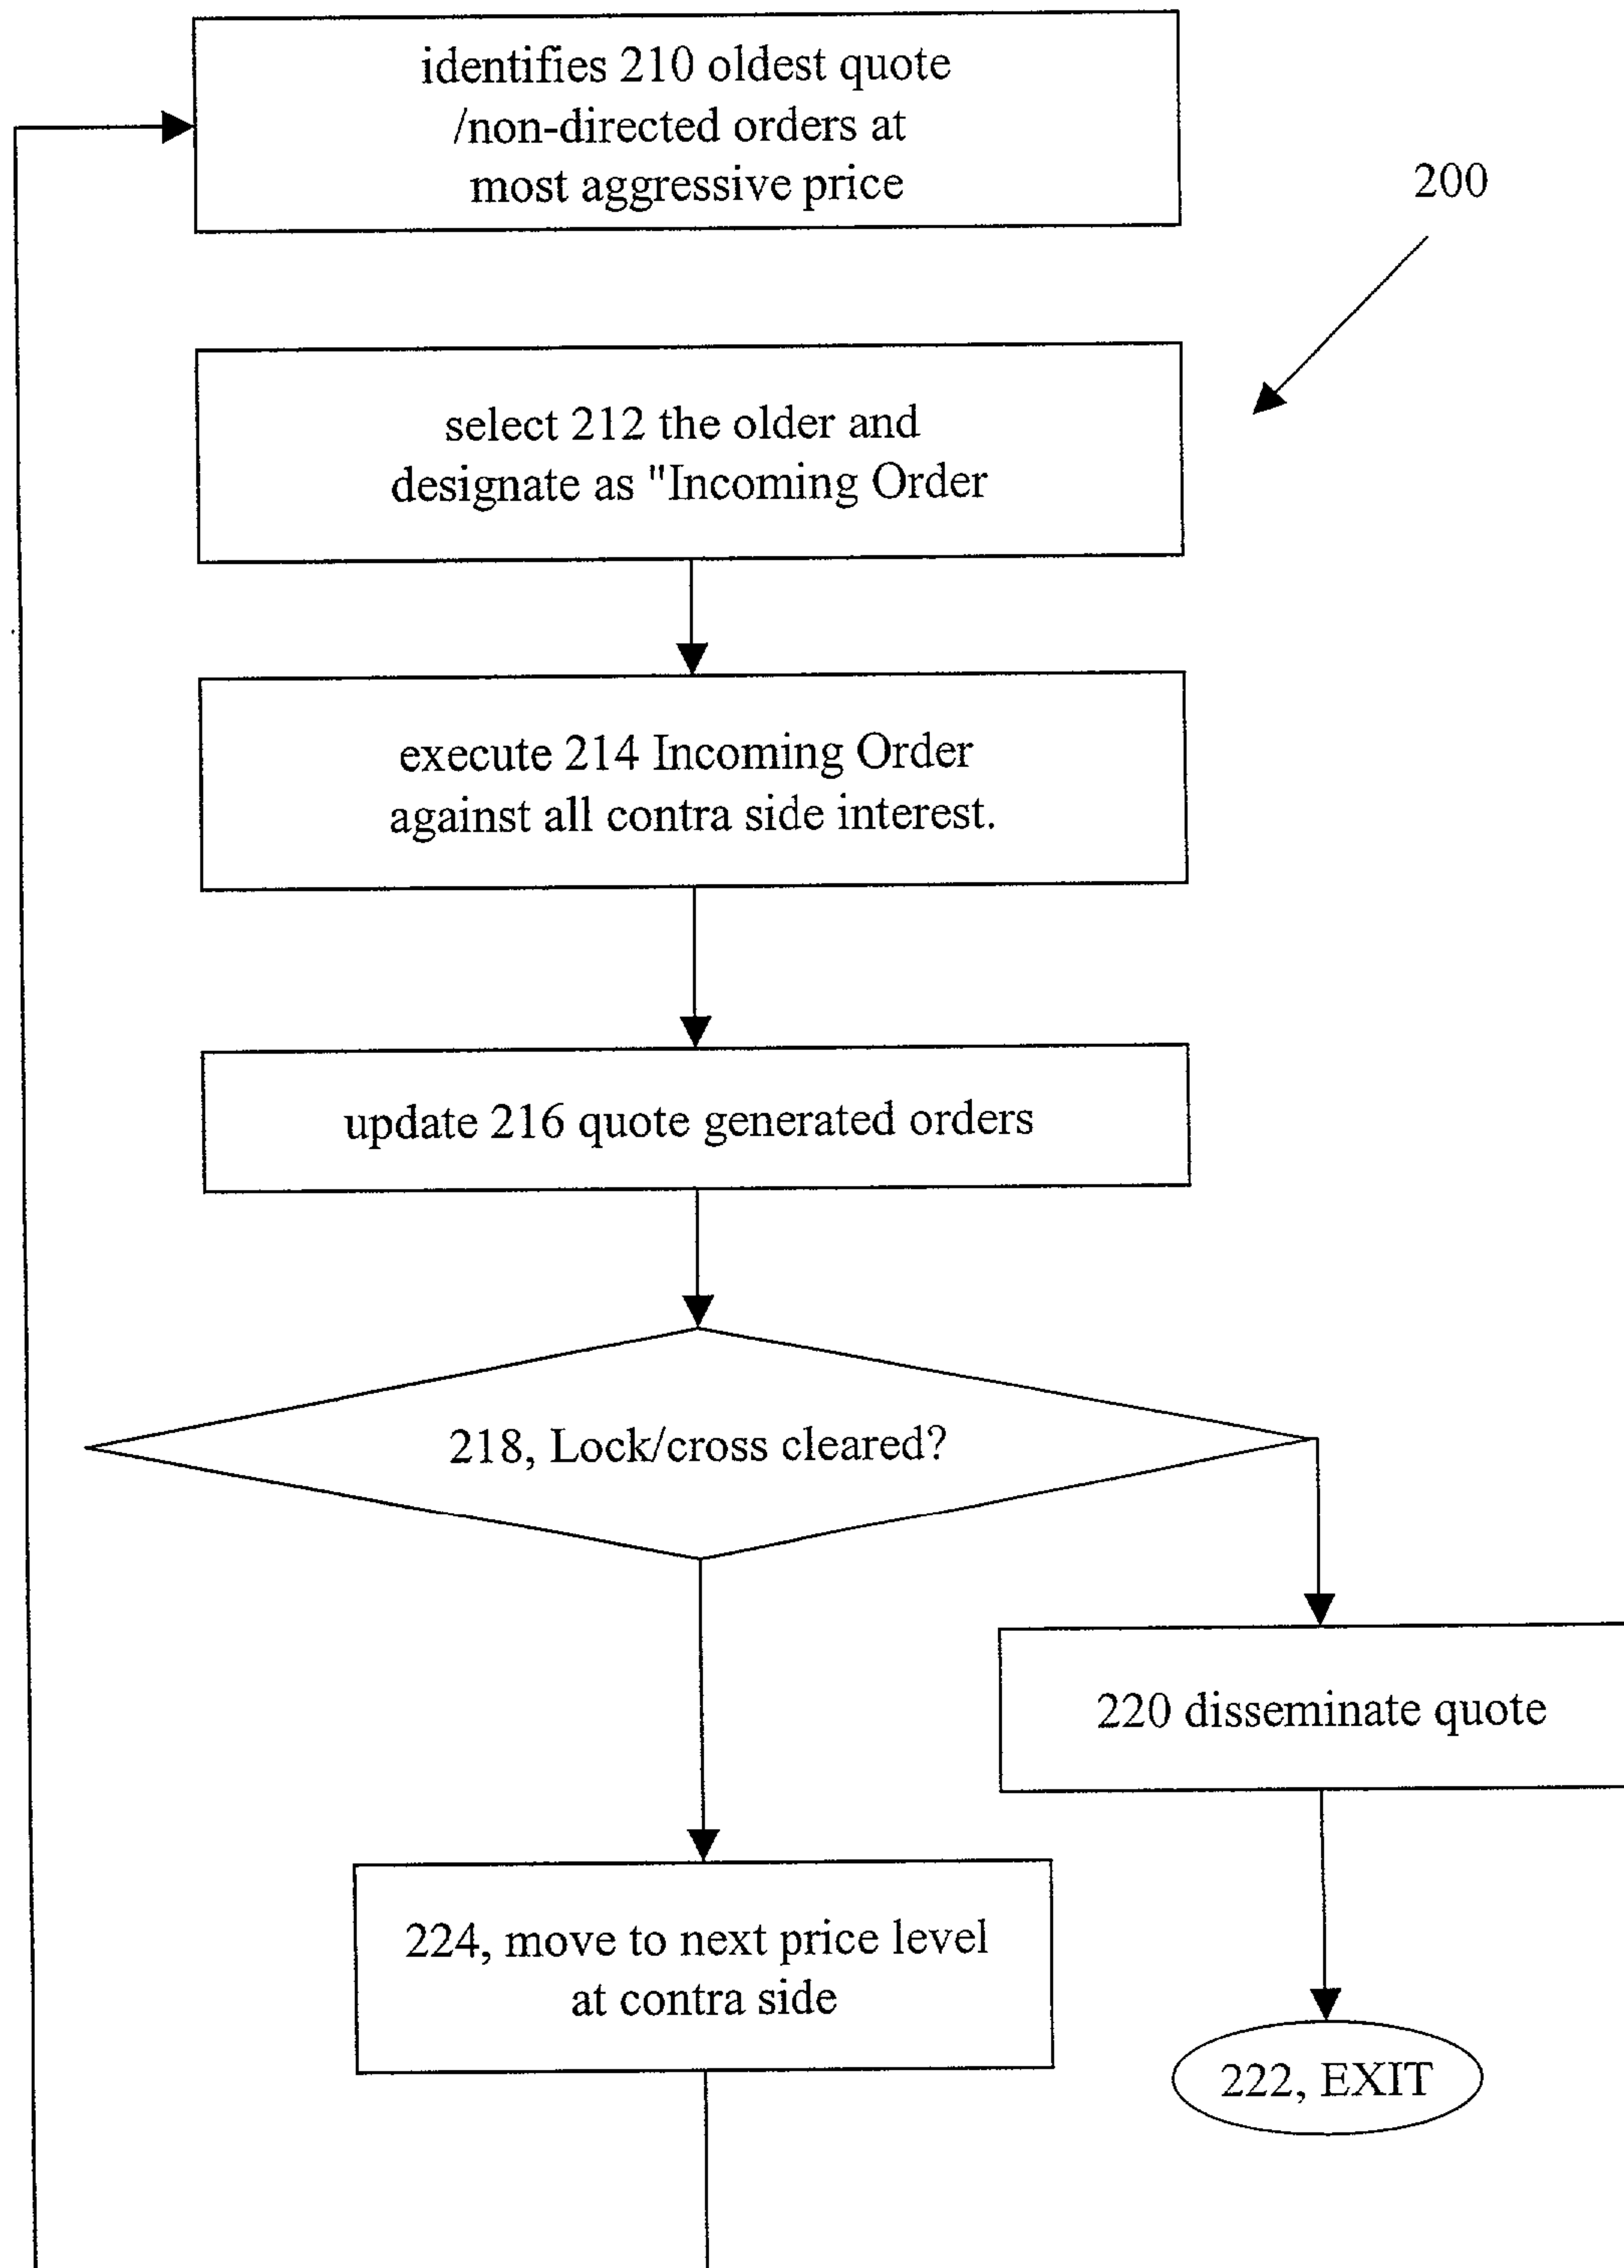 identifies 210 oldest quote
/non-directed orders at
most aggressive price
200
select 212 the older and
designate as "Incoming Order
execute 214 Incoming Order
against all contra side interest.
update 216 quote generated orders
218, Lock/cross cleared?
220 disseminate quote
224, move to next price level
at contra side
222, EXIT